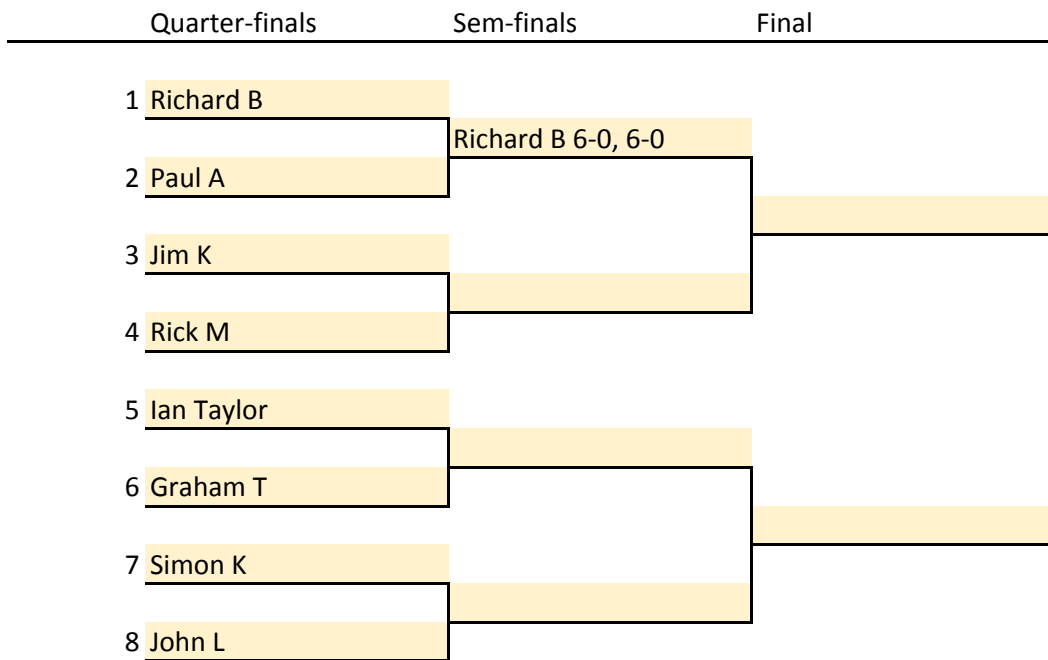 Quarter-finals Sem-finals Final
1 Richard B
Richard B 6-0, 6-0
2 Paul A
3 Jim K
4 Rick M
5 Ian Taylor
6 Graham T
7 Simon K
8 John L